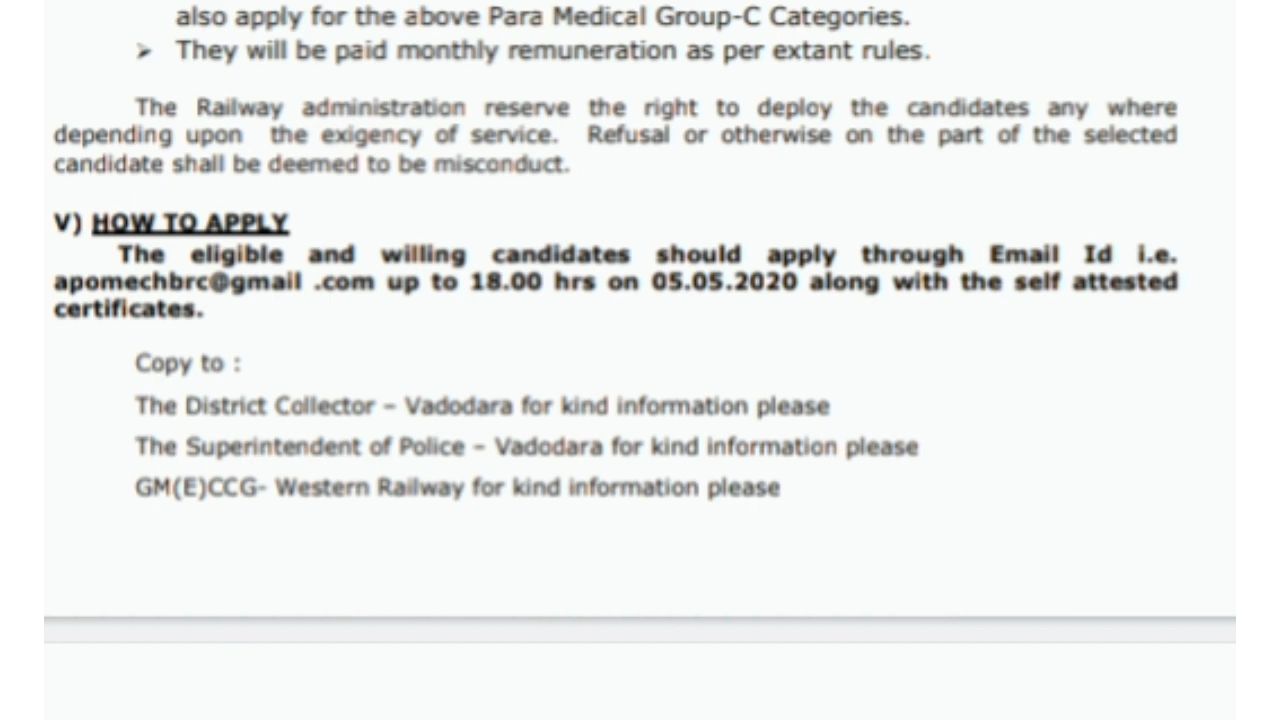 also apply for the above Para Medical Group-C Categories.
➢ They will be paid monthly remuneration as per extant rules.
The Railway administration reserve the right to deploy the candidates any where
depending upon the exigency of service. Refusal or otherwise on the part of the selected
candidate shall be deemed to be misconduct.
V) HOW TO APPLY
The eligible and willing candidates should apply through Email Id i.e.
apomechbrc@gmail .com up to 18.00 hrs on 05.05.2020 along with the self attested
certificates.
Copy to :
The District Collector – Vadodara for kind information please
The Superintendent of Police – Vadodara for kind information please
GM(E)CCG- Western Railway for kind information please